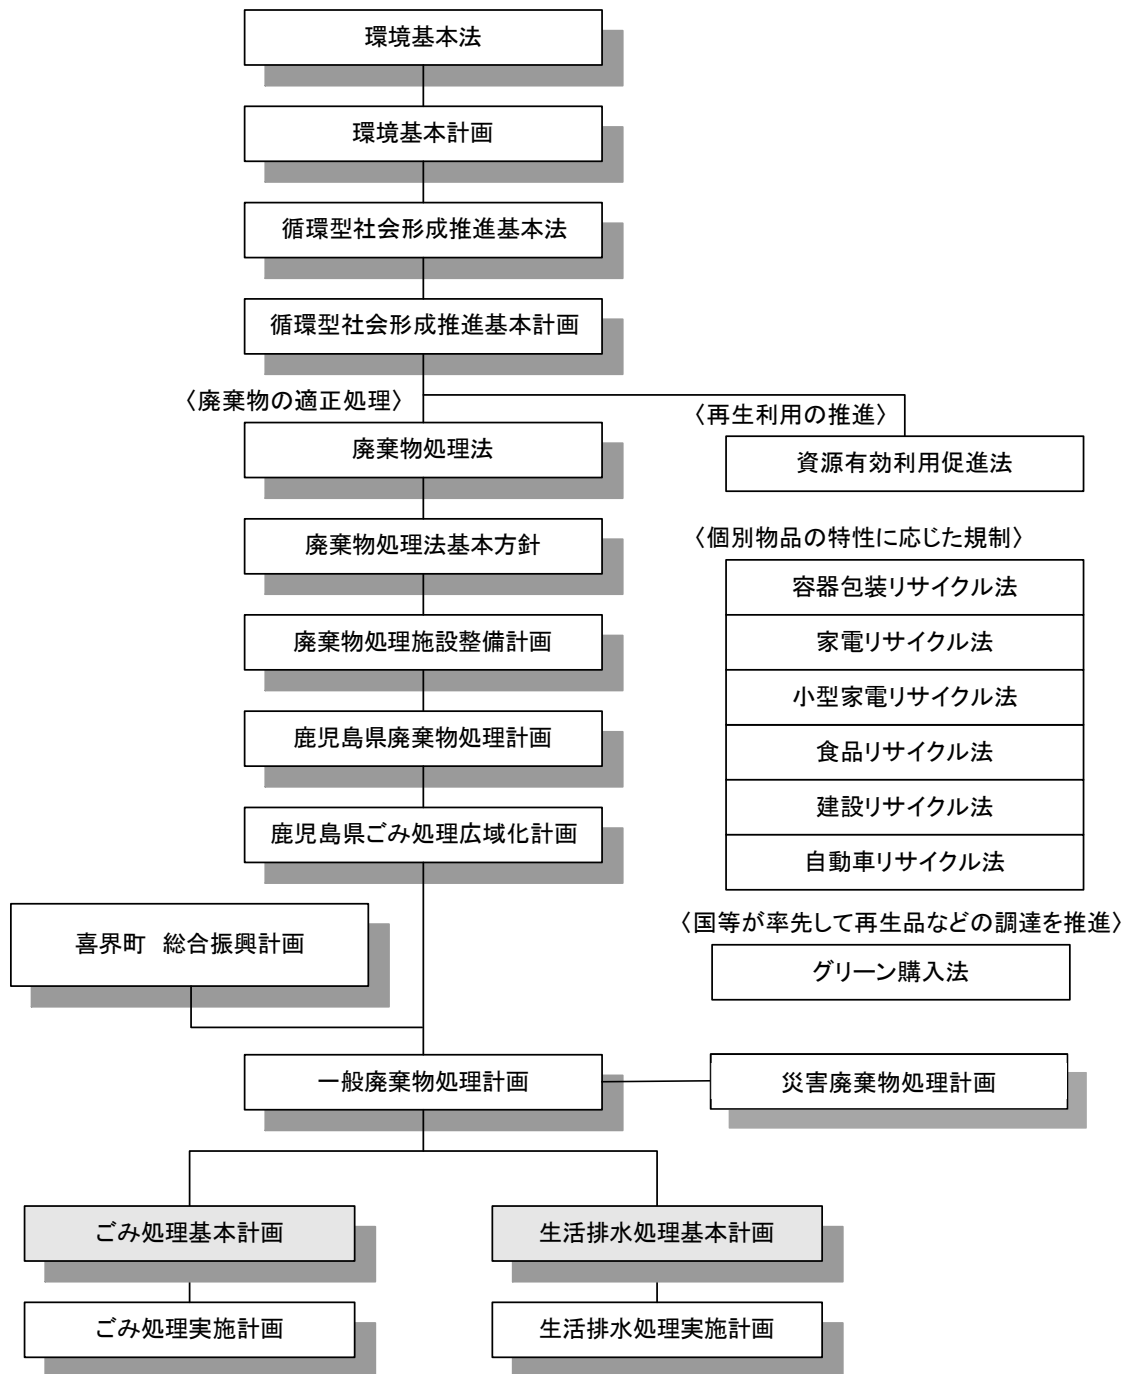 環境基本法
環境基本計画
循環型社会形成推進基本法
循環型社会形成推進基本計画
〈廃棄物の適正処理〉
廃棄物処理法
廃棄物処理法基本方針
廃棄物処理施設整備計画
鹿児島県廃棄物処理計画
鹿児島県ごみ処理広域化計画
〈再生利用の推進〉
資源有効利用促進法
〈個別物品の特性に応じた規制〉
容器包装リサイクル法
家電リサイクル法
小型家電リサイクル法
食品リサイクル法
建設リサイクル法
自動車リサイクル法
〈国等が率先して再生品などの調達を推進〉
グリーン購入法
喜界町　総合振興計画
一般廃棄物処理計画
災害廃棄物処理計画
ごみ処理基本計画
生活排水処理基本計画
ごみ処理実施計画
生活排水処理実施計画